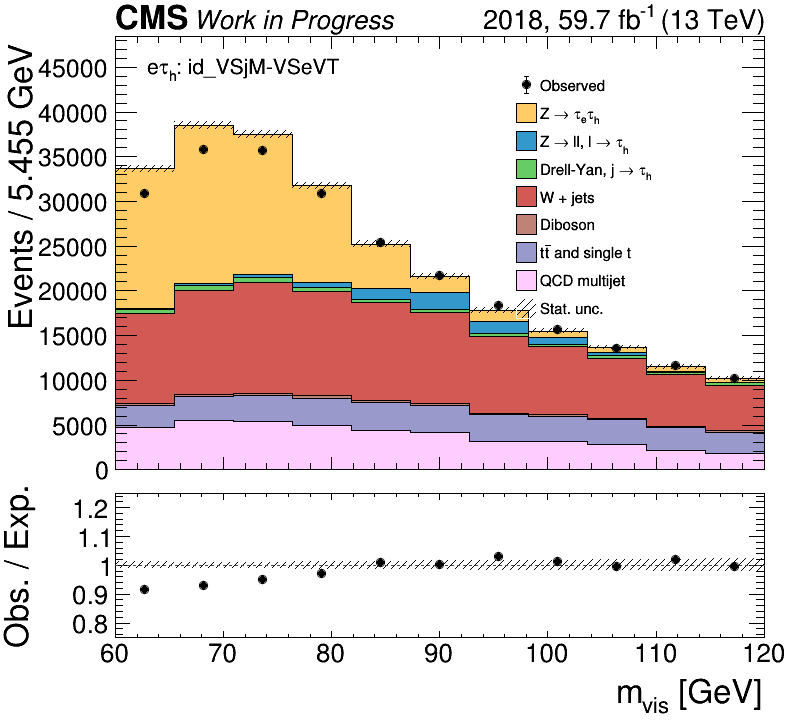 CMS Work in Progress 2018, 59.7 fb⁻¹ (13 TeV)
eτₕ: id_VSjM-VSeVT
Events / 5.455 GeV
45000
40000
35000
30000
25000
20000
15000
10000
5000
0
Observed
Z → τₑτₕ
Z → ll, l → τₕ
Drell-Yan, j → τₕ
W + jets
Diboson
tt̄ and single t
QCD multijet
Stat. unc.
Obs. / Exp.
1.2
1.1
1
0.9
0.8
60 70 80 90 100 110 120
m_vis [GeV]